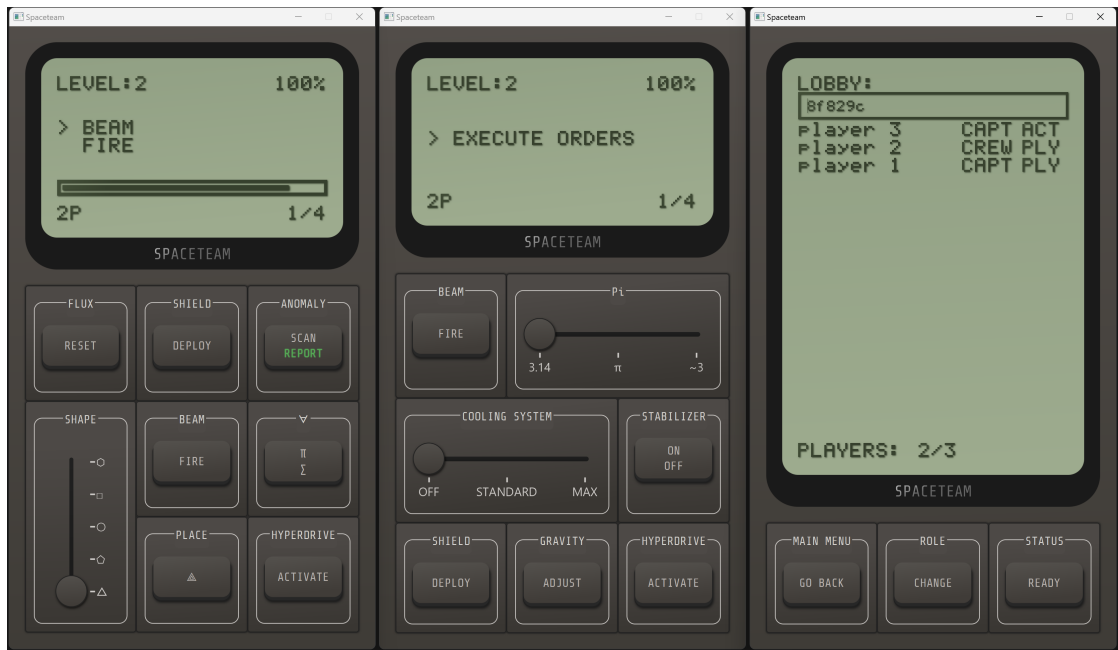 Spaceteam
LEVEL:2 100%
> BEAM
FIRE
2P 1/4
SPACETEAM
FLUX
RESET
SHIELD
DEPLOY
ANOMALY
SCAN
REPORT
SHAPE
BEAM
FIRE
∀
π
Σ
PLACE
HYPERDRIVE
ACTIVATE
Spaceteam
LEVEL:2 100%
> EXECUTE ORDERS
2P 1/4
SPACETEAM
BEAM
FIRE
Pi
3.14 π ~3
COOLING SYSTEM
OFF STANDARD MAX
STABILIZER
ON
OFF
SHIELD
DEPLOY
GRAVITY
ADJUST
HYPERDRIVE
ACTIVATE
Spaceteam
LOBBY:
8f829c
player 3 CAPT ACT
player 2 CREW PLY
player 1 CAPT PLY
PLAYERS: 2/3
SPACETEAM
MAIN MENU
GO BACK
ROLE
CHANGE
STATUS
READY